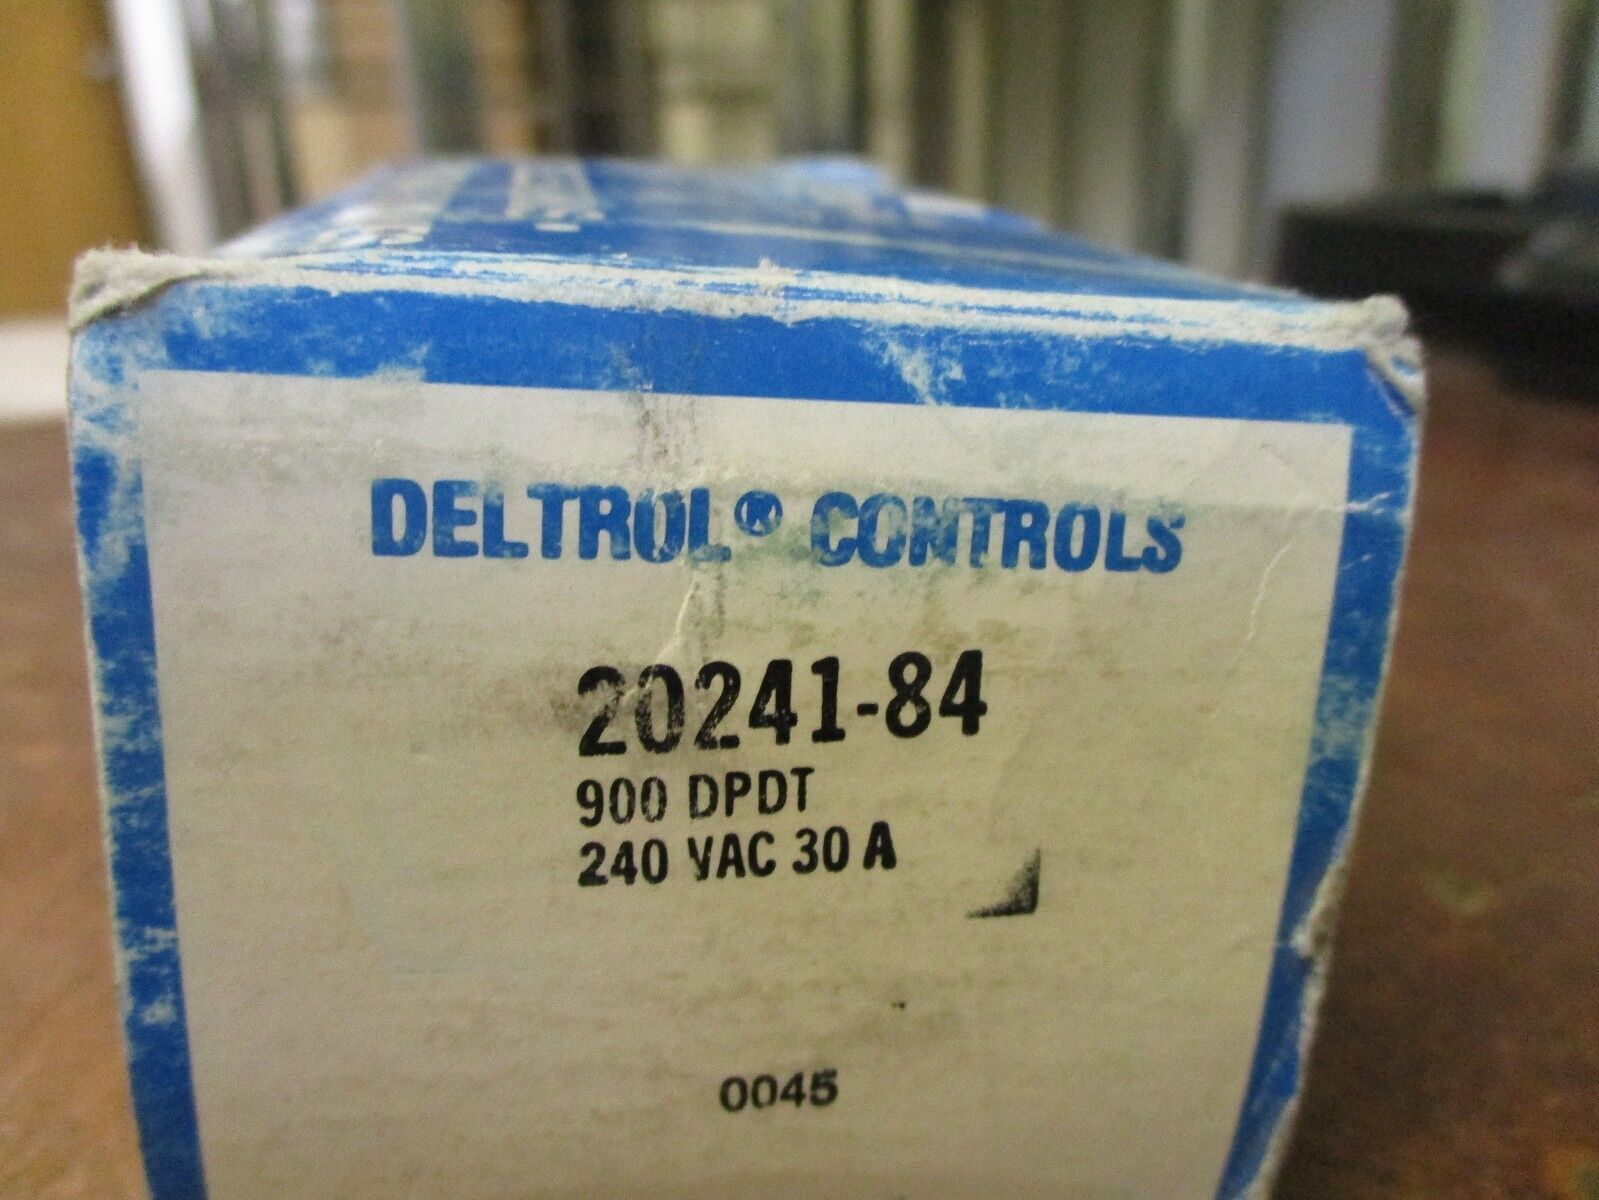 DELTROL® CONTROLS
20241-84
900 DPDT
240 VAC 30 A
0045